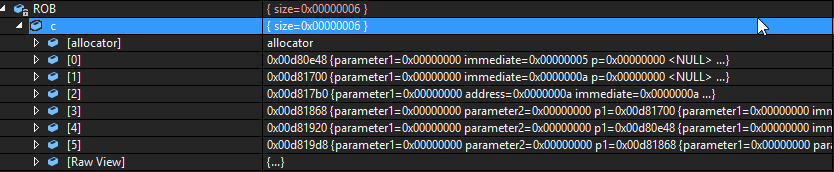 ROB { size=0x00000006 }
c { size=0x00000006 }
[allocator] allocator
[0] 0x00d80e48 {parameter1=0x00000000 immediate=0x00000005 p=0x00000000 <NULL> ...}
[1] 0x00d81700 {parameter1=0x00000000 immediate=0x0000000a p=0x00000000 <NULL> ...}
[2] 0x00d817b0 {parameter1=0x00000000 address=0x0000000a immediate=0x0000000a ...}
[3] 0x00d81868 {parameter1=0x00000000 parameter2=0x00000000 p1=0x00d81700 {parameter1=0x00000000 imm
[4] 0x00d81920 {parameter1=0x00000000 parameter2=0x00000000 p1=0x00d80e48 {parameter1=0x00000000 imm
[5] 0x00d819d8 {parameter1=0x00000000 parameter2=0x00000000 p1=0x00d81868 {parameter1=0x00000000 para
[Raw View] {...}